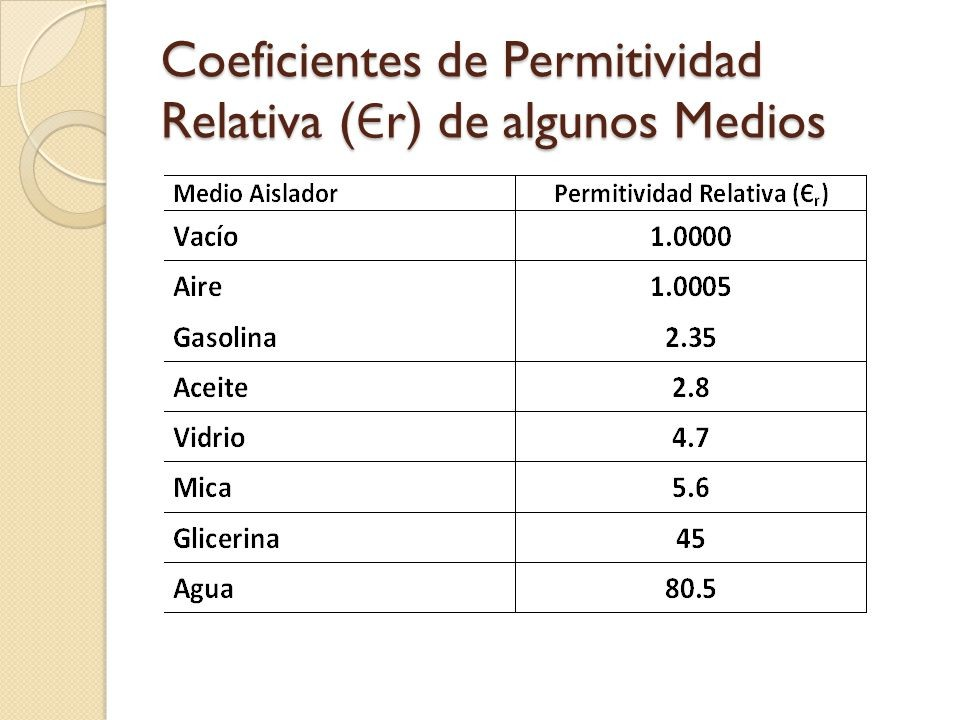 Coeficientes de Permitividad
Relativa (Єr) de algunos Medios
Medio Aislador Permitividad Relativa (Єr)
Vacío 1.0000
Aire 1.0005
Gasolina 2.35
Aceite 2.8
Vidrio 4.7
Mica 5.6
Glicerina 45
Agua 80.5